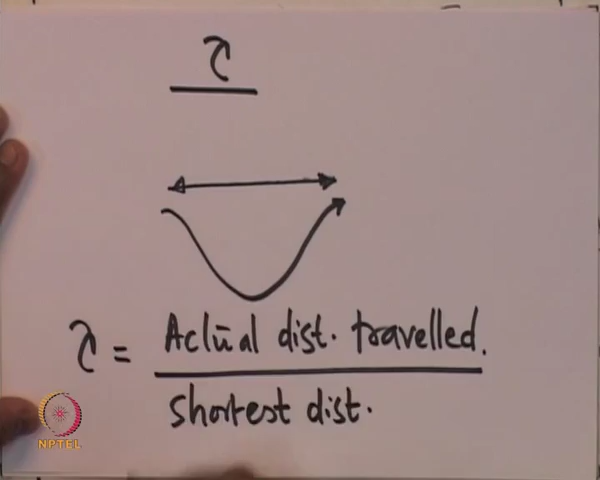 τ
τ = Actual dist. travelled.
shortest dist.
NPTEL